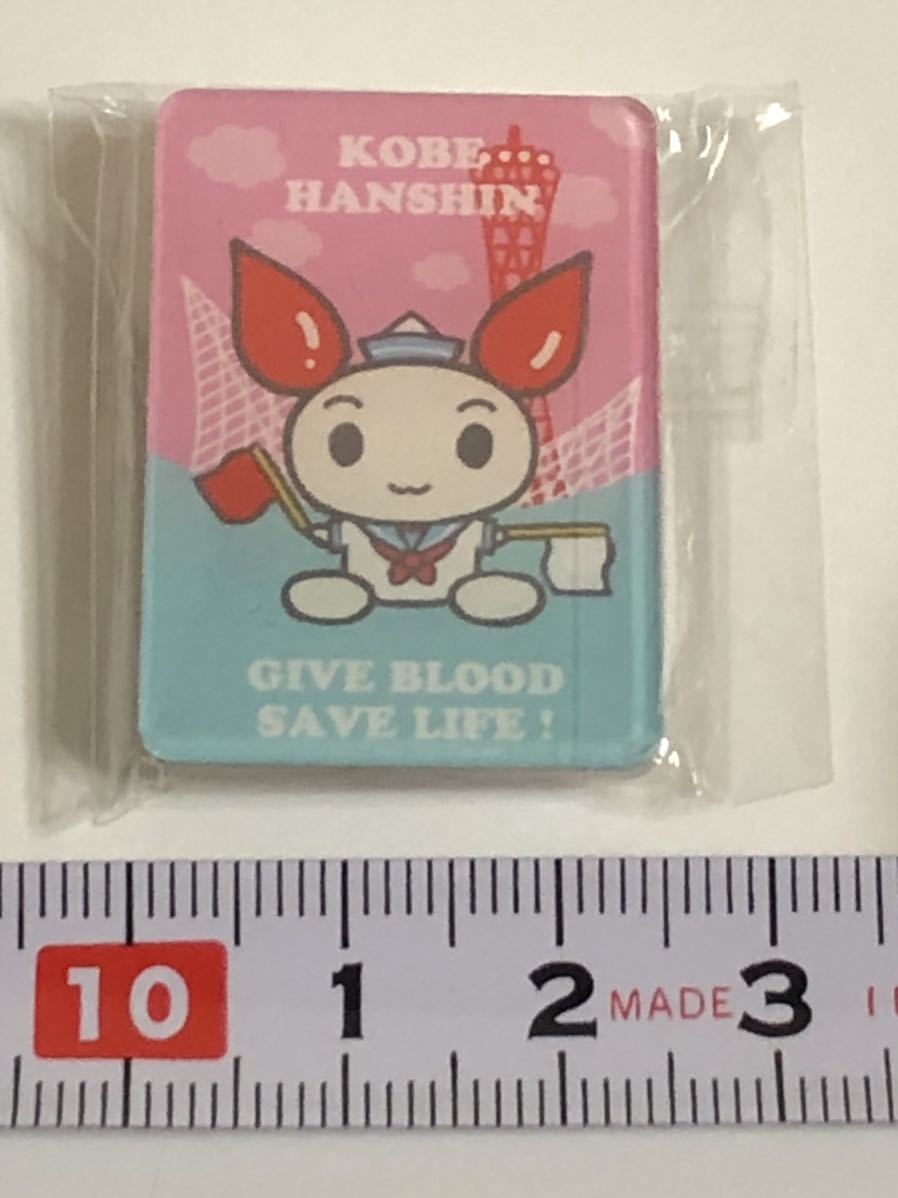 KOBE
HANSHIN
GIVE BLOOD
SAVE LIFE !
10 1 2 MADE 3